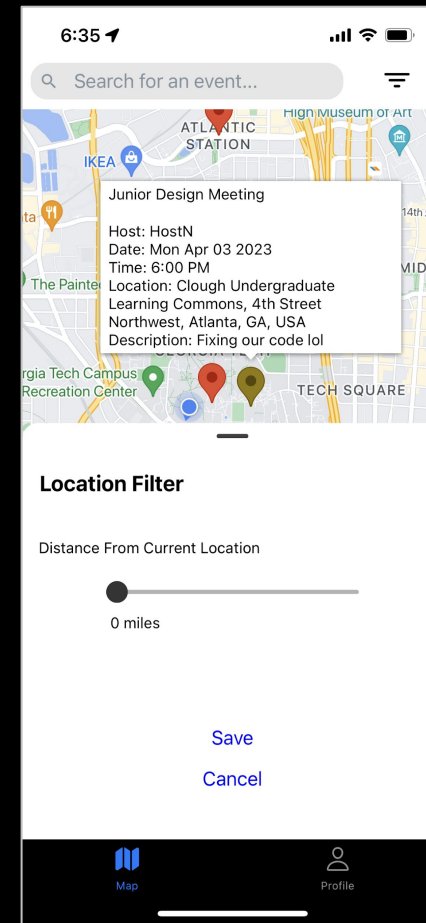 6:35
Search for an event...
High Museum of Art
ATLANTIC
STATION
IKEA
ta
14th
Junior Design Meeting
Host: HostN
Date: Mon Apr 03 2023
Time: 6:00 PM
Location: Clough Undergraduate
Learning Commons, 4th Street
Northwest, Atlanta, GA, USA
Description: Fixing our code lol
MID
The Painte
GEORGIA TECH
rgia Tech Campus
Recreation Center
TECH SQUARE
Location Filter
Distance From Current Location
0 miles
Save
Cancel
Map
Profile